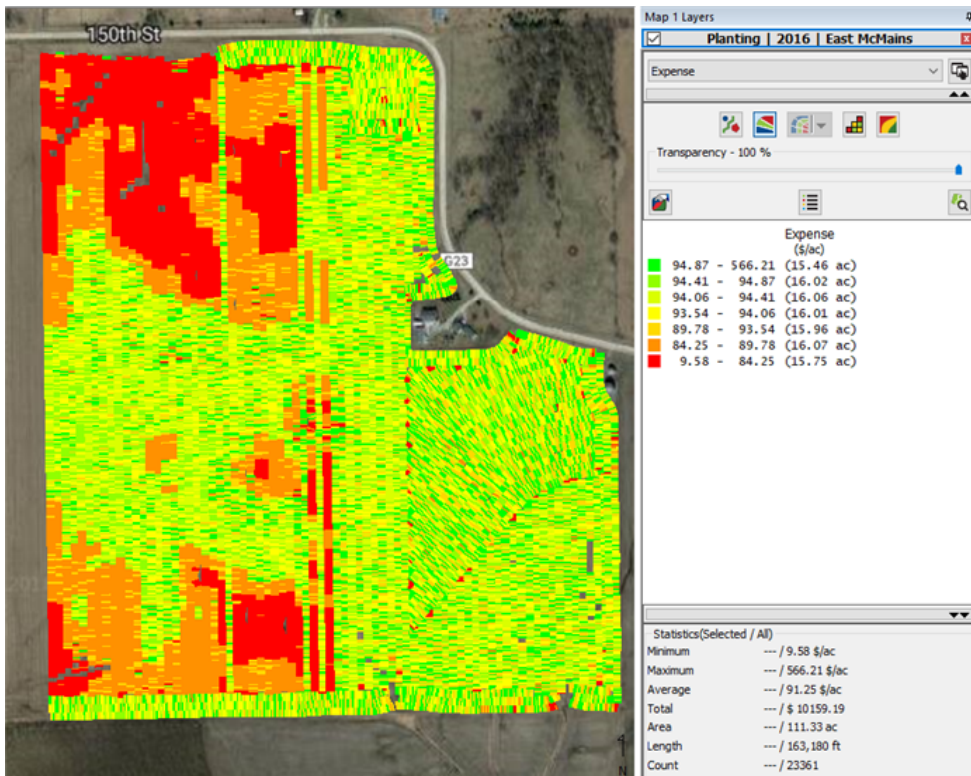 150th St
G23
Map 1 Layers
Planting | 2016 | East McMains
Expense
Transparency - 100 %
Expense
($/ac)
94.87 - 566.21 (15.46 ac)
94.41 - 94.87 (16.02 ac)
94.06 - 94.41 (16.06 ac)
93.54 - 94.06 (16.01 ac)
89.78 - 93.54 (15.96 ac)
84.25 - 89.78 (16.07 ac)
9.58 - 84.25 (15.75 ac)
Statistics(Selected / All)
Minimum --- / 9.58 $/ac
Maximum --- / 566.21 $/ac
Average --- / 91.25 $/ac
Total --- / $ 10159.19
Area --- / 111.33 ac
Length --- / 163,180 ft
Count --- / 23361
N